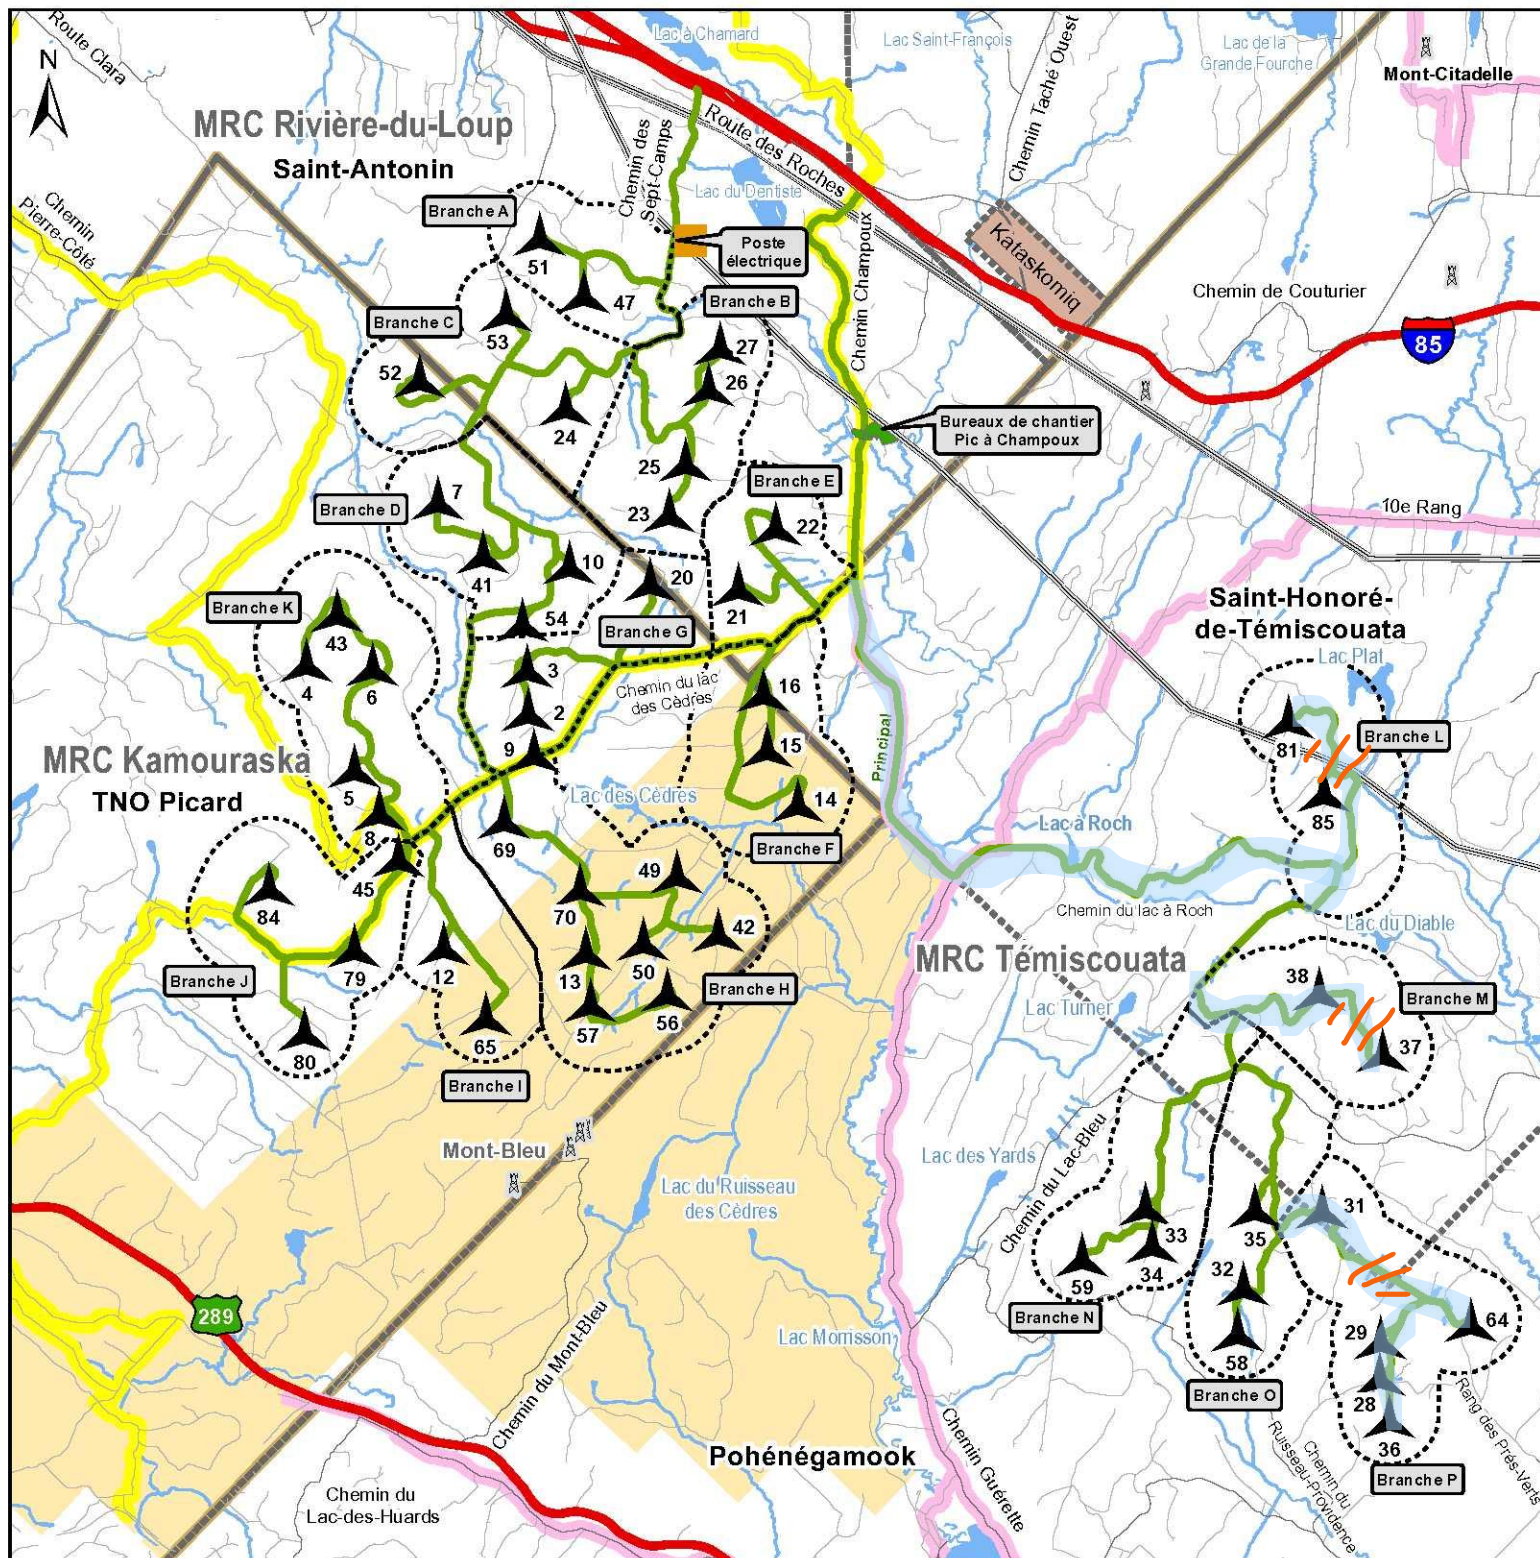 Route Clara
N
MRC Rivière-du-Loup
Saint-Antonin
Chemin
Pierre-Côté
Lac à Chamard
Lac Saint-François
Lac de la
Grande Fourche
Mont-Citadelle
Chemin Taché Ouest
Route des Roches
Chemin des
Sept-Camps
Lac du Dentiste
Branche A
51
47
Poste
électrique
Kataskomiq
Chemin de Couturier
85
Chemin Champoux
Branche B
Branche C
53
52
24
27
26
25
23
Bureaux de chantier
Pic à Champoux
Branche E
22
21
10e Rang
7
Branche D
41
10
54
20
Branche G
Branche K
43
4
6
3
2
9
5
8
45
Chemin du lac
des Cèdres
16
15
14
Branche F
Principal
Saint-Honoré-
de-Témiscouata
Lac Plat
81
Branche L
85
MRC Kamouraska
TNO Picard
Lac des Cèdres
69
49
70
42
50
13
57
56
Branche H
84
79
Branche J
80
12
65
Branche I
Lac à Roch
Chemin du lac à Roch
Lac du Diable
MRC Témiscouata
38
Branche M
37
Lac Turner
Mont-Bleu
Lac du Ruisseau
des Cèdres
Lac des Yards
Chemin du Lac-Bleu
33
34
59
Branche N
35
32
58
Branche O
31
64
29
28
36
Branche P
Rang des Prés-Verts
Chemin du
Ruisseau-Providence
289
Chemin du Mont-Bleu
Lac Morrisson
Pohénégamook
Chemin Guérette
Chemin du
Lac-des-Huards